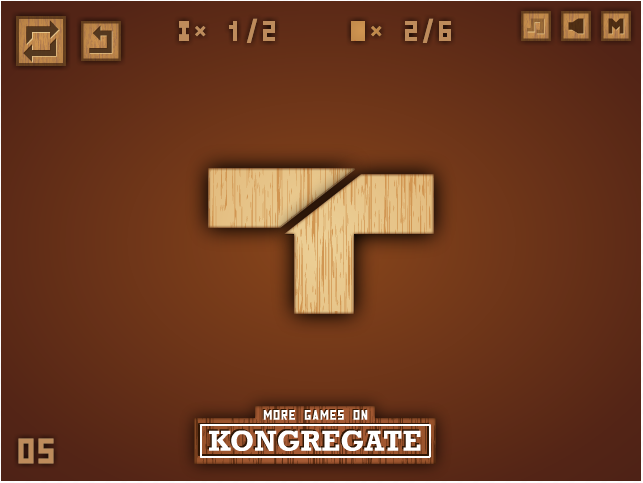 I× 1/2
× 2/6
M
MORE GAMES ON
KONGREGATE
05